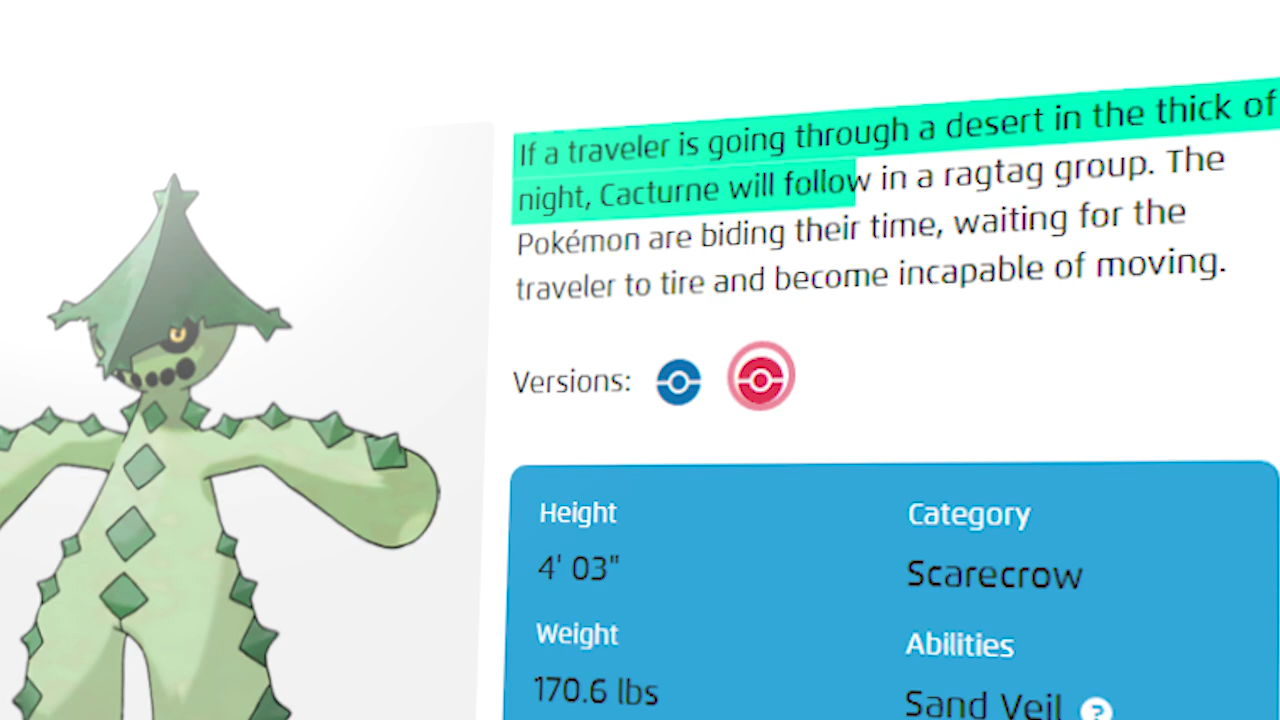 If a traveler is going through a desert in the thick of
night, Cacturne will follow in a ragtag group. The
Pokémon are biding their time, waiting for the
traveler to tire and become incapable of moving.
Versions:
Height
Category
4' 03"
Scarecrow
Weight
Abilities
170.6 lbs
Sand Veil ?